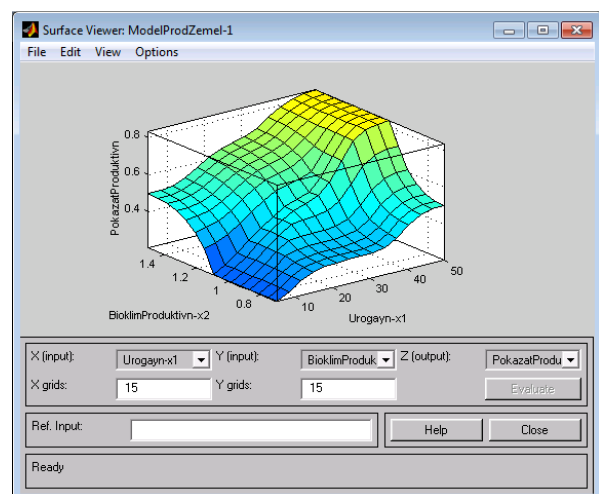 Surface Viewer: ModelProdZemel-1
File Edit View Options
0.8
0.6
0.4
PokazatProduktivn
1.4
1.2
1
0.8
BioklimProduktivn-x2
10
20
30
40
50
Urogayn-x1
X (input): Urogayn-x1 Y (input): BioklimProduk Z (output): PokazatProdu
X grids: 15 Y grids: 15 Evaluate
Ref. Input: Help Close
Ready